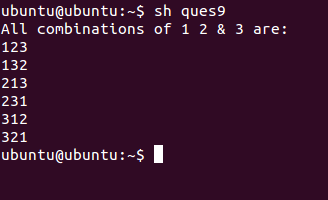 ubuntu@ubuntu:~$ sh ques9
All combinations of 1 2 & 3 are:
123
132
213
231
312
321
ubuntu@ubuntu:~$